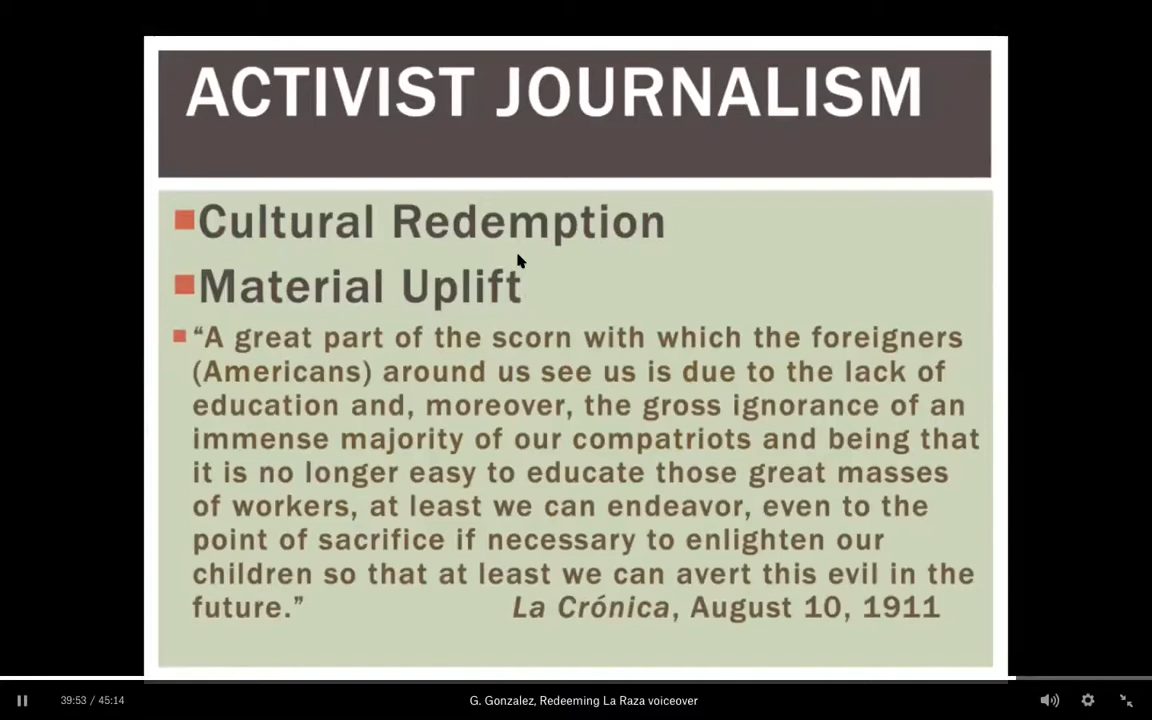 ACTIVIST JOURNALISM
Cultural Redemption
Material Uplift
“A great part of the scorn with which the foreigners
(Americans) around us see us is due to the lack of
education and, moreover, the gross ignorance of an
immense majority of our compatriots and being that
it is no longer easy to educate those great masses
of workers, at least we can endeavor, even to the
point of sacrifice if necessary to enlighten our
children so that at least we can avert this evil in the
future.” La Crónica, August 10, 1911
39:53 / 45:14 G. Gonzalez, Redeeming La Raza voiceover